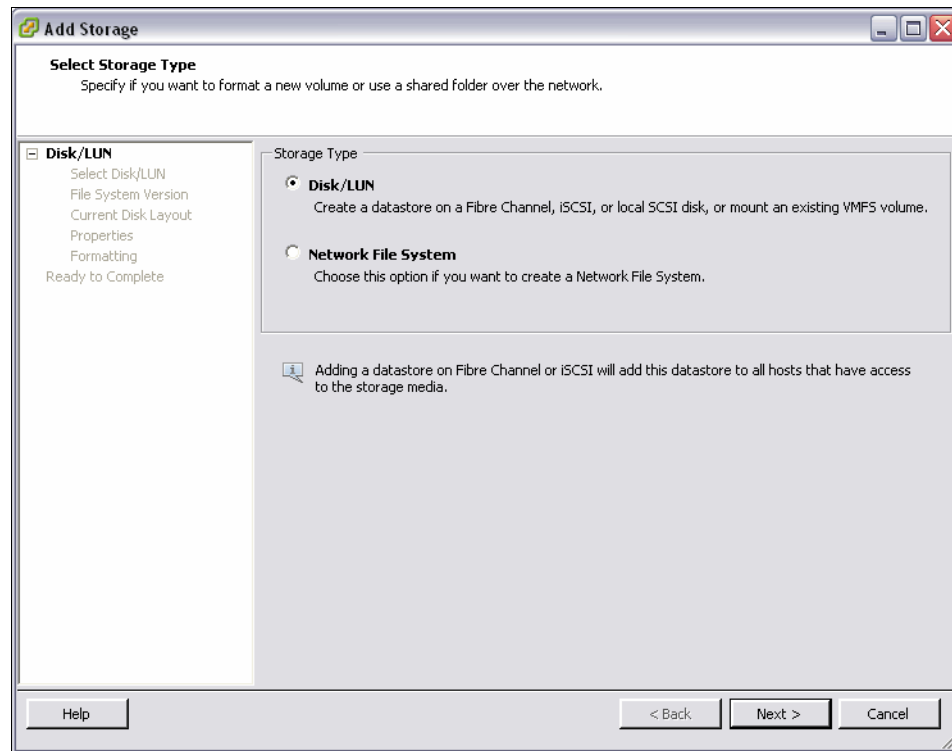 Add Storage
Select Storage Type
Specify if you want to format a new volume or use a shared folder over the network.
Disk/LUN
Select Disk/LUN
File System Version
Current Disk Layout
Properties
Formatting
Ready to Complete
Storage Type
Disk/LUN
Create a datastore on a Fibre Channel, iSCSI, or local SCSI disk, or mount an existing VMFS volume.
Network File System
Choose this option if you want to create a Network File System.
Adding a datastore on Fibre Channel or iSCSI will add this datastore to all hosts that have access
to the storage media.
Help
< Back
Next >
Cancel